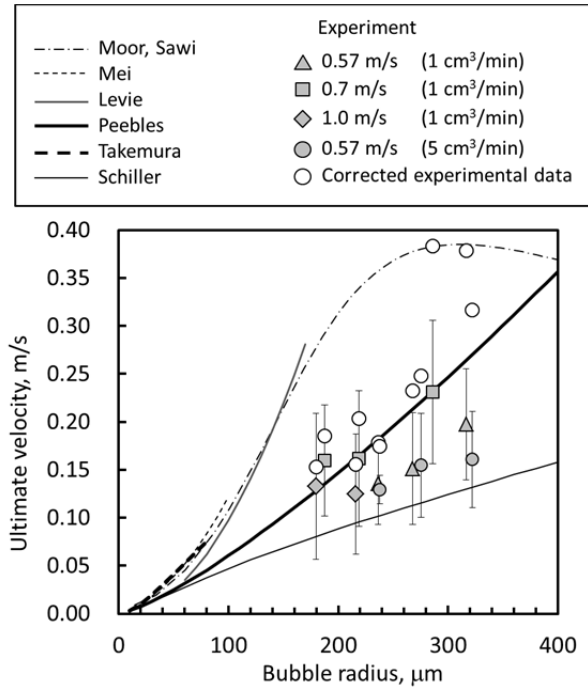 Experiment
Moor, Sawi
Mei
Levie
Peebles
Takemura
Schiller
0.57 m/s (1 cm³/min)
0.7 m/s (1 cm³/min)
1.0 m/s (1 cm³/min)
0.57 m/s (5 cm³/min)
Corrected experimental data
Ultimate velocity, m/s
0.40
0.35
0.30
0.25
0.20
0.15
0.10
0.05
0.00
0 100 200 300 400
Bubble radius, μm